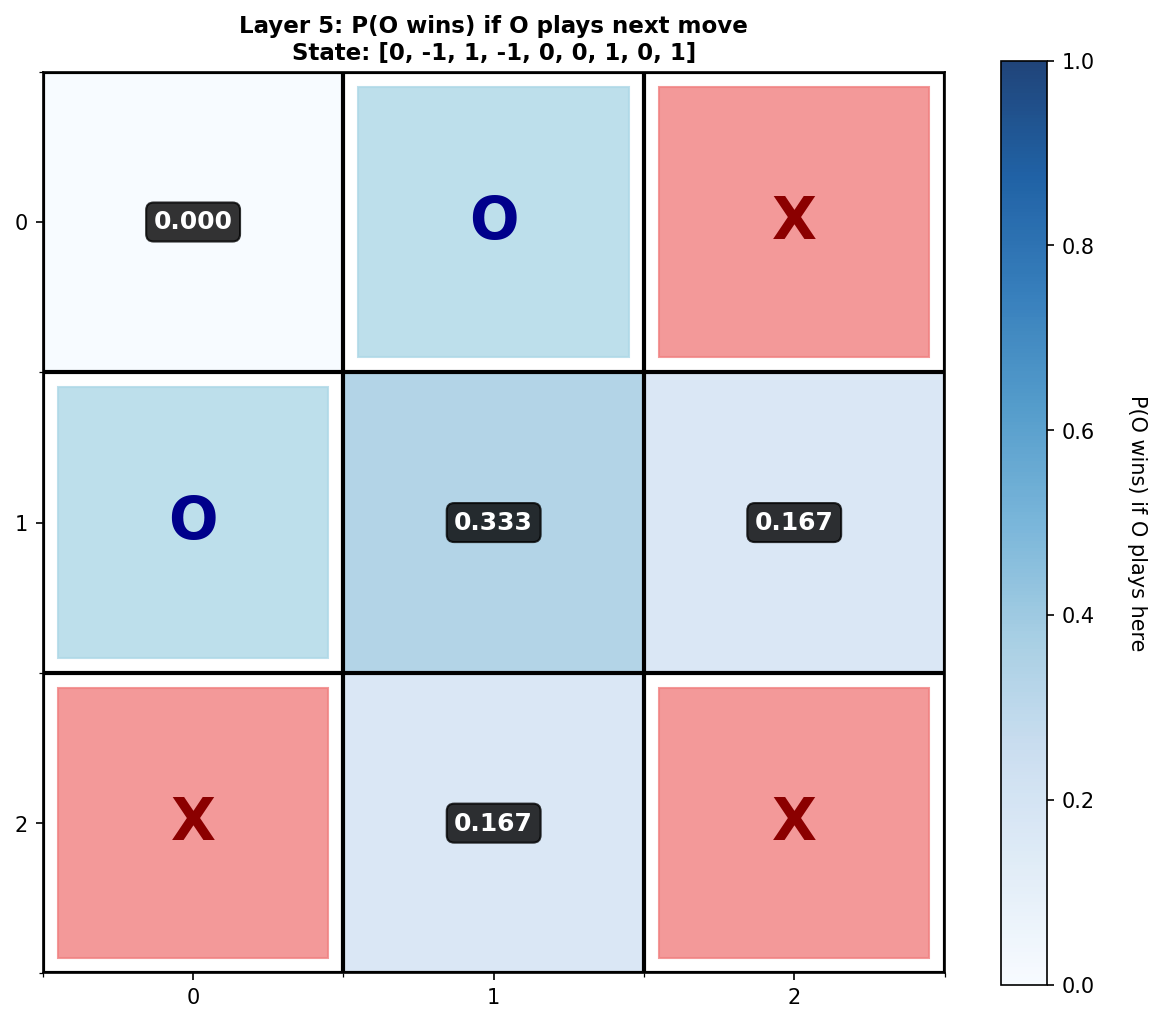 Layer 5: P(O wins) if O plays next move
State: [0, -1, 1, -1, 0, 0, 1, 0, 1]
0
0.000
O
X
1
O
0.333
0.167
2
X
0.167
X
0
1
2
1.0
0.8
0.6
0.4
0.2
0.0
P(O wins) if O plays here